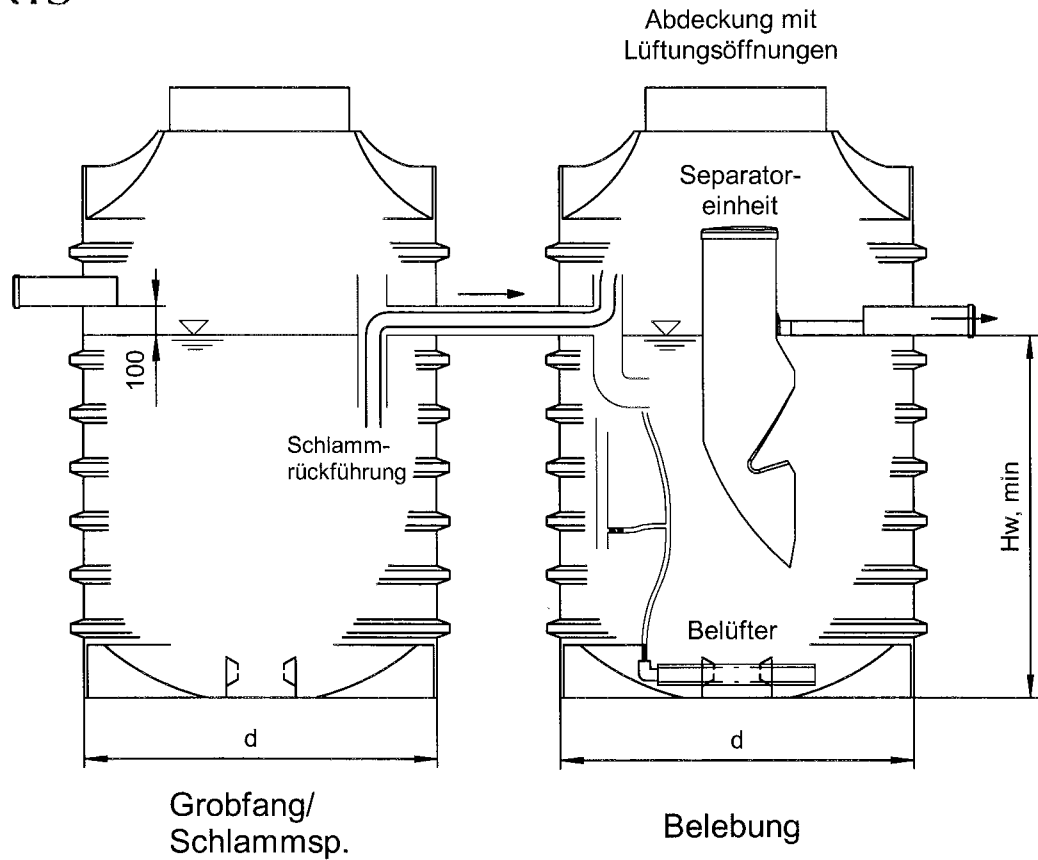 Abdeckung mit
Lüftungsöffnungen
Separator-
einheit
100
Schlamm-
rückführung
Hw, min
Belüfter
d
d
Grobfang/
Schlammsp.
Belebung